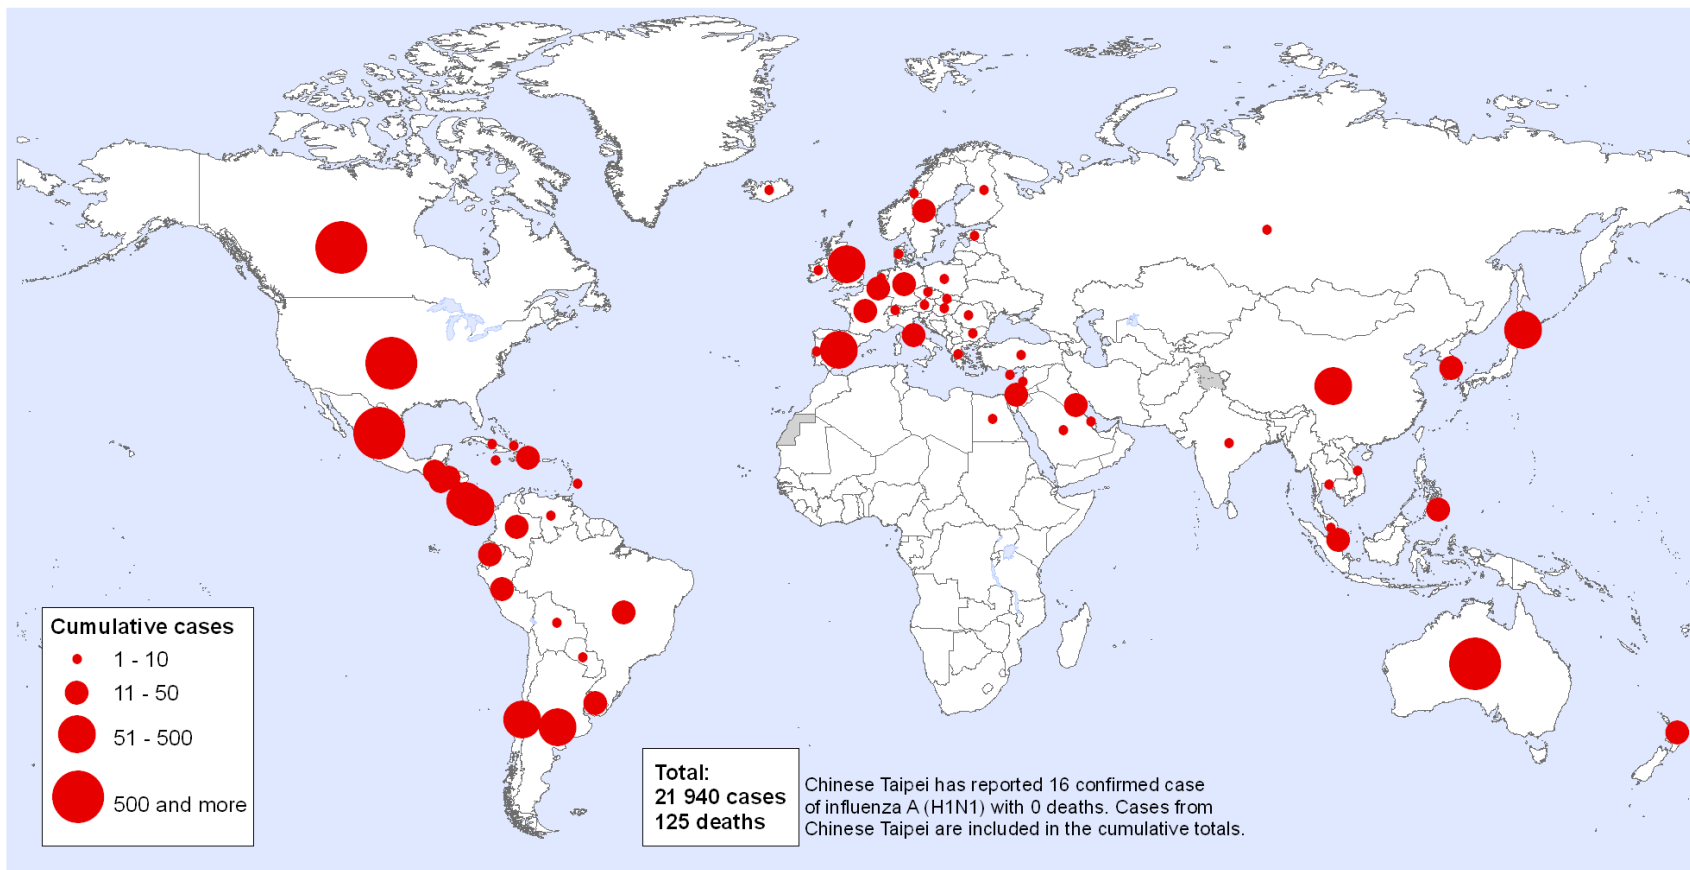 Cumulative cases
1 - 10
11 - 50
51 - 500
500 and more
Total:
21 940 cases
125 deaths
Chinese Taipei has reported 16 confirmed case
of influenza A (H1N1) with 0 deaths. Cases from
Chinese Taipei are included in the cumulative totals.